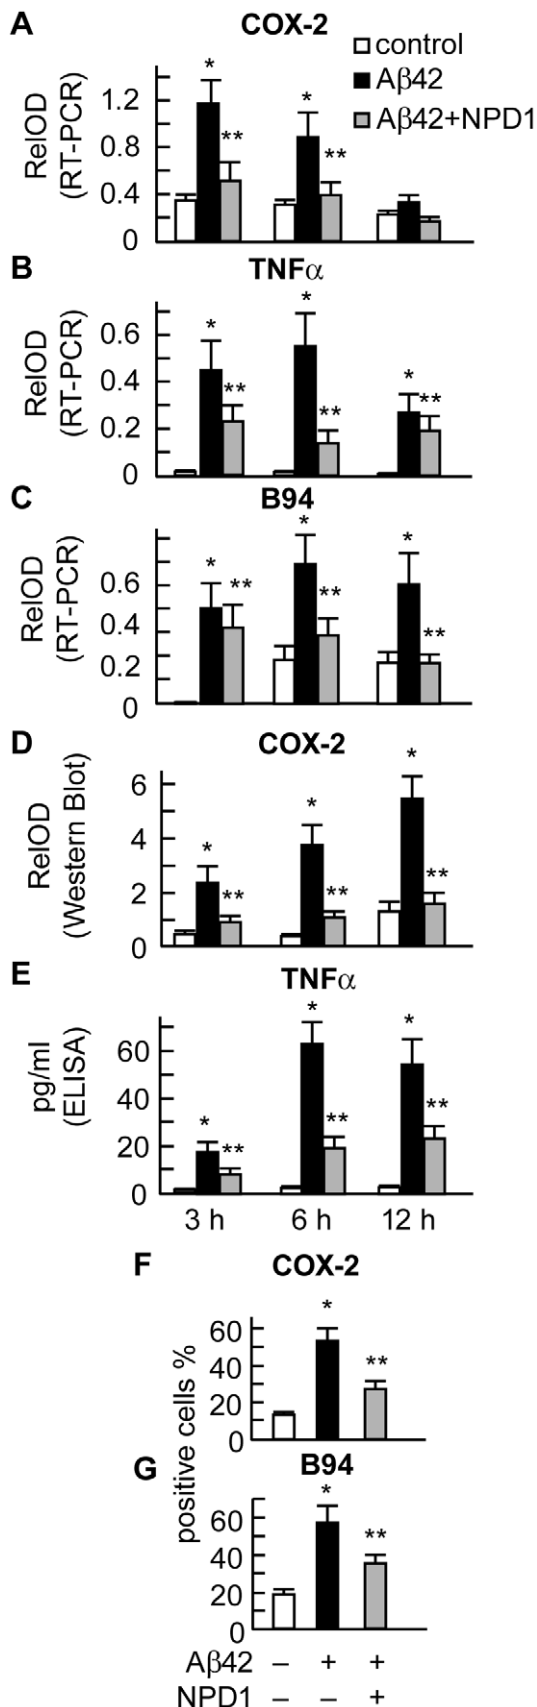 A
COX-2
control
Aβ42
Aβ42+NPD1
RelOD
(RT-PCR)
1.2
0.8
0.4
0
*
**
*
**
B
TNFα
RelOD
(RT-PCR)
0.6
0.4
0.2
0
*
**
*
**
*
**
C
B94
RelOD
(RT-PCR)
0.6
0.4
0.2
0
*
**
*
**
*
**
D
COX-2
RelOD
(Western Blot)
6
4
2
0
*
**
*
**
*
**
E
TNFα
pg/ml
(ELISA)
60
40
20
0
*
**
*
**
*
**
3 h 6 h 12 h
F
COX-2
positive cells %
60
40
20
0
*
**
G
B94
60
40
20
0
*
**
Aβ42 – + +
NPD1 – – +